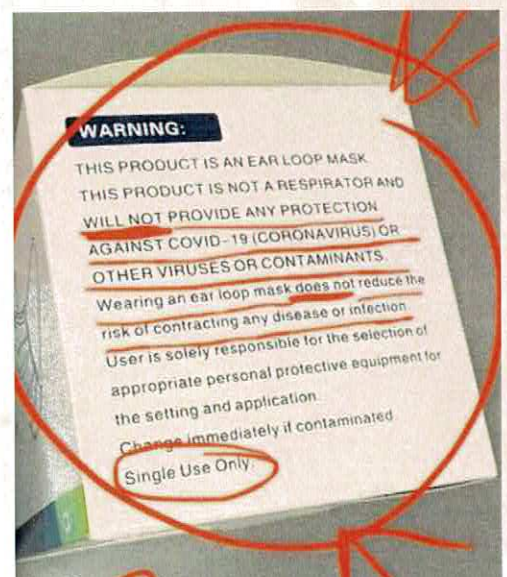 WARNING:
THIS PRODUCT IS AN EAR LOOP MASK
THIS PRODUCT IS NOT A RESPIRATOR AND
WILL NOT PROVIDE ANY PROTECTION
AGAINST COVID-19 (CORONAVIRUS) OR
OTHER VIRUSES OR CONTAMINANTS.
Wearing an ear loop mask does not reduce the
risk of contracting any disease or infection
User is solely responsible for the selection of
appropriate personal protective equipment for
the setting and application
Change immediately if contaminated
Single Use Only.